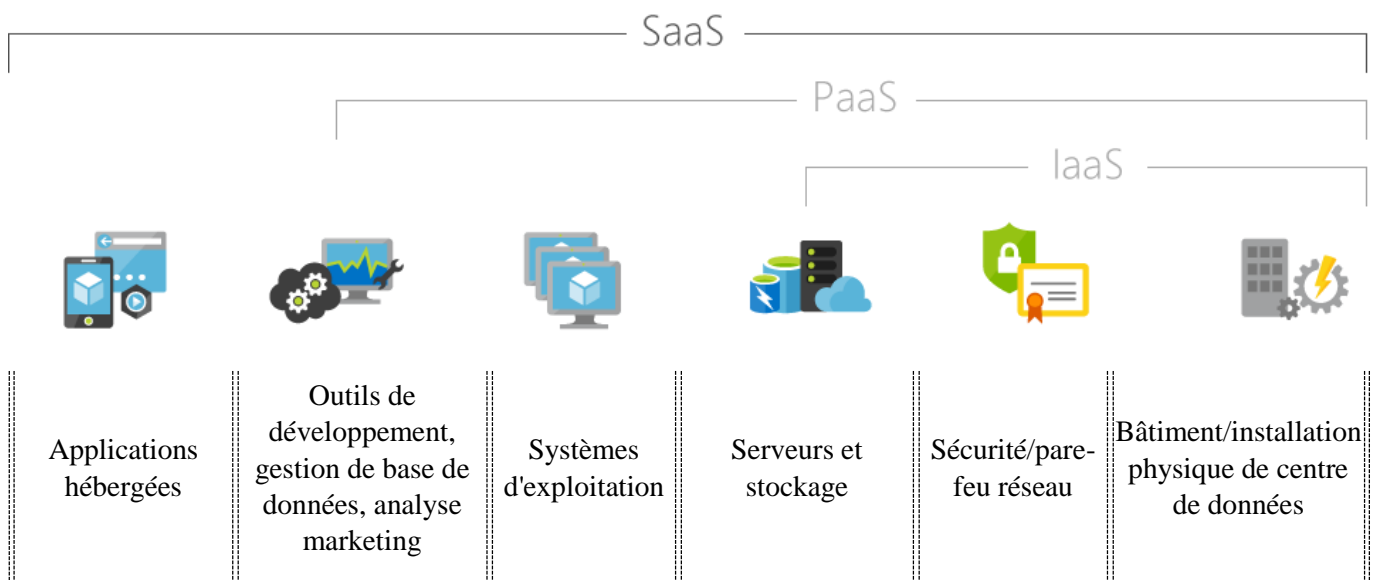 SaaS
PaaS
IaaS
Applications
hébergées
Outils de
développement,
gestion de base de
données, analyse
marketing
Systèmes
d'exploitation
Serveurs et
stockage
Sécurité/pare-
feu réseau
Bâtiment/installation
physique de centre
de données